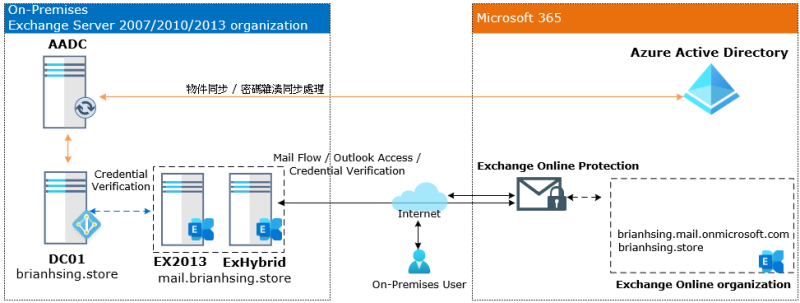 On-Premises
Exchange Server 2007/2010/2013 organization
Microsoft 365
AADC
Azure Active Directory
物件同步 / 密碼雜湊同步處理
Credential
Verification
Mail Flow / Outlook Access /
Credential Verification
Exchange Online Protection
Internet
brianhsing.mail.onmicrosoft.com
brianhsing.store
DC01
brianhsing.store
EX2013
ExHybrid
mail.brianhsing.store
On-Premises User
Exchange Online organization